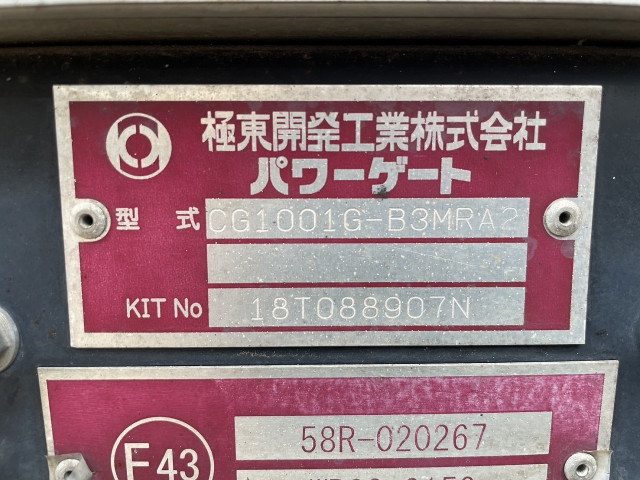 極東開発工業株式会社
パワーゲート
型式 CG1001G-B3MRA2
KIT No 18T088907N
58R-020267
E43